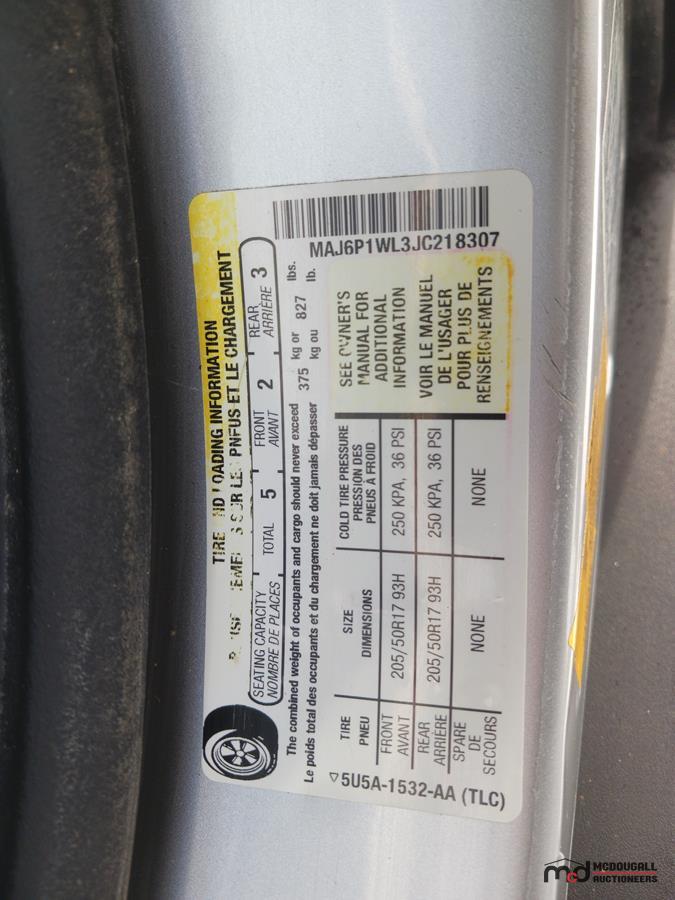 TIRE ND OADING INFORMATION
SUR LES PNEUS ET LE CHARGEMENT
SEATING CAPACITY
NOMBRE DE PLACES
TOTAL 5
FRONT
AVANT 2
REAR
ARRIÈRE 3
The combined weight of occupants and cargo should never exceed 375 kg or 827 lbs.
Le poids total des occupants et du chargement ne doit jamais dépasser kg ou lb.
MAJ6P1WL3JC218307
TIRE
PNEU
SIZE
DIMENSIONS
COLD TIRE PRESSURE
PRESSION DES
PNEUS À FROID
FRONT
AVANT
205/50R17 93H
250 KPA, 36 PSI
REAR
ARRIÈRE
205/50R17 93H
250 KPA, 36 PSI
SPARE
DE
SECOURS
NONE
NONE
SEE OWNER'S
MANUAL FOR
ADDITIONAL
INFORMATION
VOIR LE MANUEL
DE L'USAGER
POUR PLUS DE
RENSEIGNEMENTS
▽5U5A-1532-AA (TLC)
mcd
MCDOUGALL
AUCTIONEERS